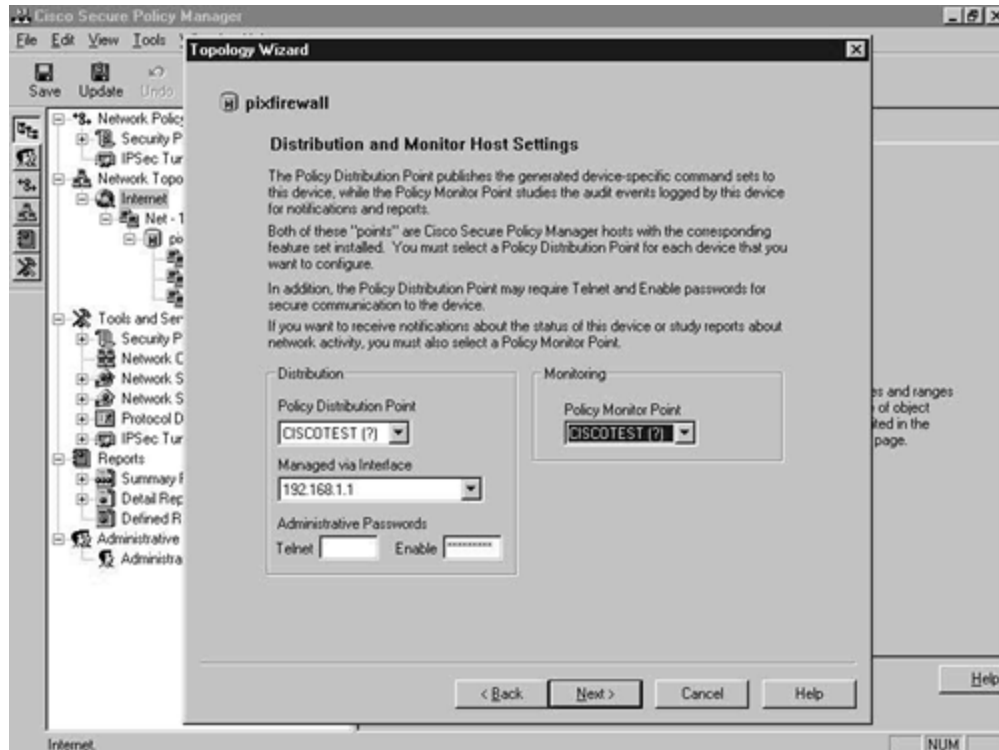 Cisco Secure Policy Manager
File Edit View Tools
Save Update Undo
Network Policy
Security P
IPSec Tur
Network Topo
Internet
Net - 1
po
Tools and Ser
Security P
Network C
Network S
Network S
Protocol D
IPSec Tur
Reports
Summary F
Detail Rep
Defined R
Administrative
Administra
Topology Wizard
pixfirewall
Distribution and Monitor Host Settings
The Policy Distribution Point publishes the generated device-specific command sets to
this device, while the Policy Monitor Point studies the audit events logged by this device
for notifications and reports.
Both of these "points" are Cisco Secure Policy Manager hosts with the corresponding
feature set installed. You must select a Policy Distribution Point for each device that you
want to configure.
In addition, the Policy Distribution Point may require Telnet and Enable passwords for
secure communication to the device.
If you want to receive notifications about the status of this device or study reports about
network activity, you must also select a Policy Monitor Point.
Distribution
Policy Distribution Point
CISCOTEST (?)
Managed via Interface
192.168.1.1
Administrative Passwords
Telnet Enable *********
Monitoring
Policy Monitor Point
CISCOTEST (?)
< Back Next > Cancel Help
es and ranges
of object
ited in the
page.
Help
Internet
NUM